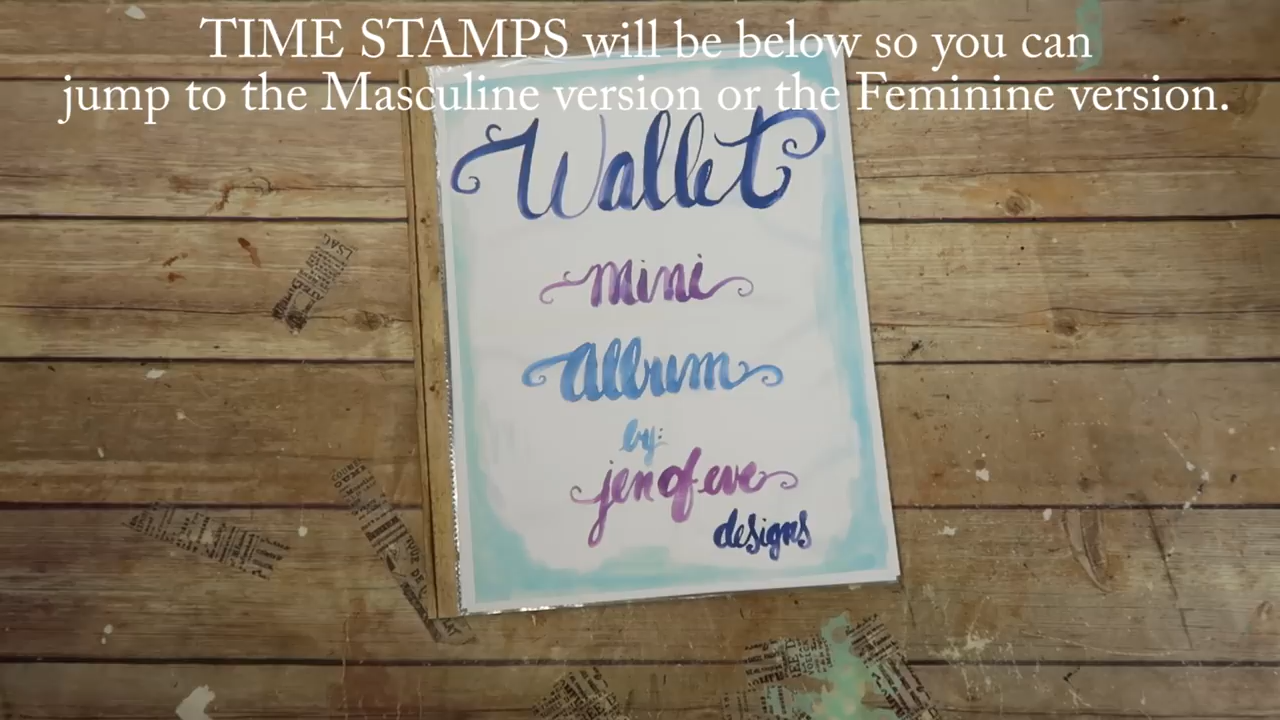 TIME STAMPS will be below so you can
jump to the Masculine version or the Feminine version.
Wallet
mini
album
by:
jenofeve
designs